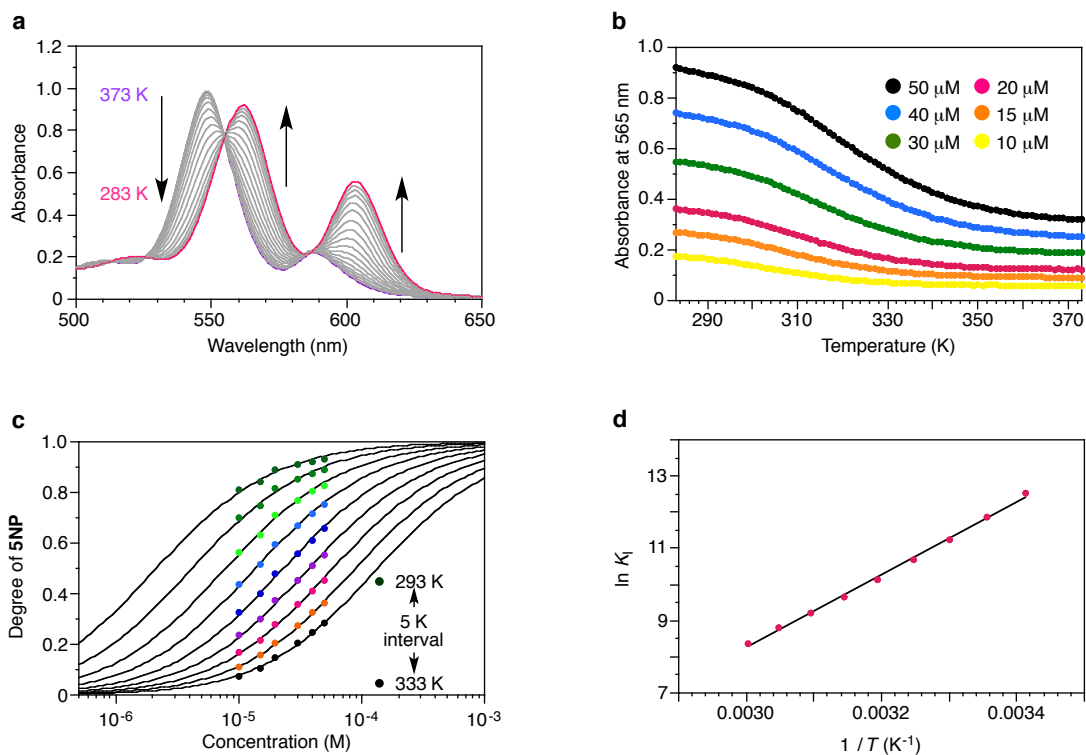 a
1.2
1.0
0.8
0.6
0.4
0.2
0
Absorbance
373 K
283 K
500
550
600
650
Wavelength (nm)
b
1.0
0.8
0.6
0.4
0.2
0
Absorbance at 565 nm
50 μM
20 μM
40 μM
15 μM
30 μM
10 μM
290
310
330
350
370
Temperature (K)
c
1.0
0.8
0.6
0.4
0.2
0
Degree of 5NP
293 K
5 K
interval
333 K
10⁻⁶
10⁻⁵
10⁻⁴
10⁻³
Concentration (M)
d
13
11
9
7
ln Kᵢ
0.0030
0.0032
0.0034
1 / T (K⁻¹)